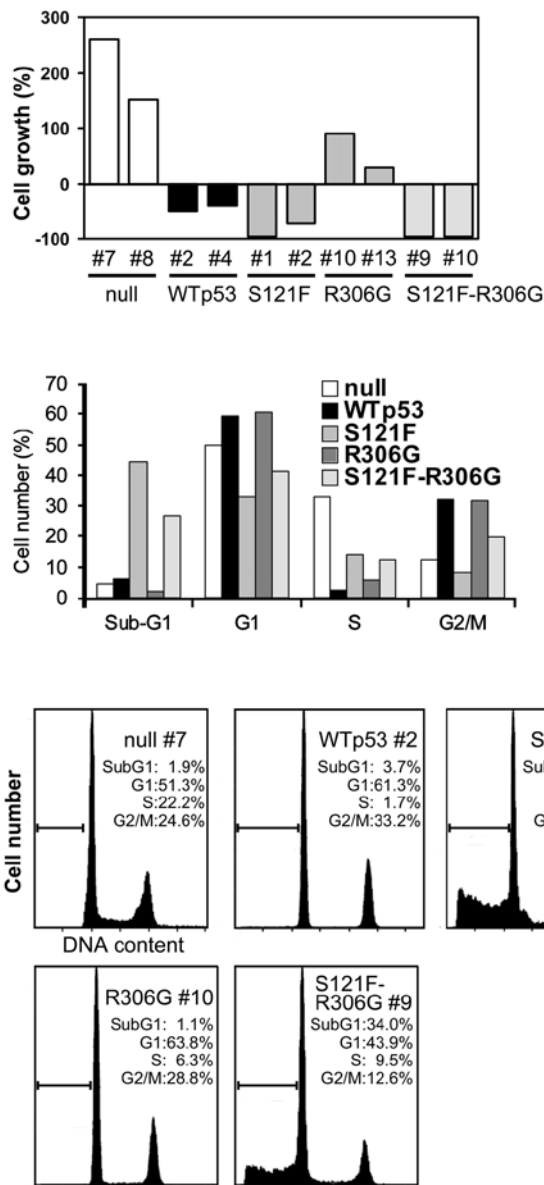 300
200
100
0
-100
Cell growth (%)
#7 #8 #2 #4 #1 #2 #10 #13 #9 #10
null WTp53 S121F R306G S121F-R306G
70
60
50
40
30
20
10
0
Cell number (%)
null
WTp53
S121F
R306G
S121F-R306G
Sub-G1 G1 S G2/M
Cell number
null #7
SubG1: 1.9%
G1:51.3%
S:22.2%
G2/M:24.6%
WTp53 #2
SubG1: 3.7%
G1:61.3%
S: 1.7%
G2/M:33.2%
S
Sub
G
DNA content
R306G #10
SubG1: 1.1%
G1:63.8%
S: 6.3%
G2/M:28.8%
S121F-
R306G #9
SubG1:34.0%
G1:43.9%
S: 9.5%
G2/M:12.6%